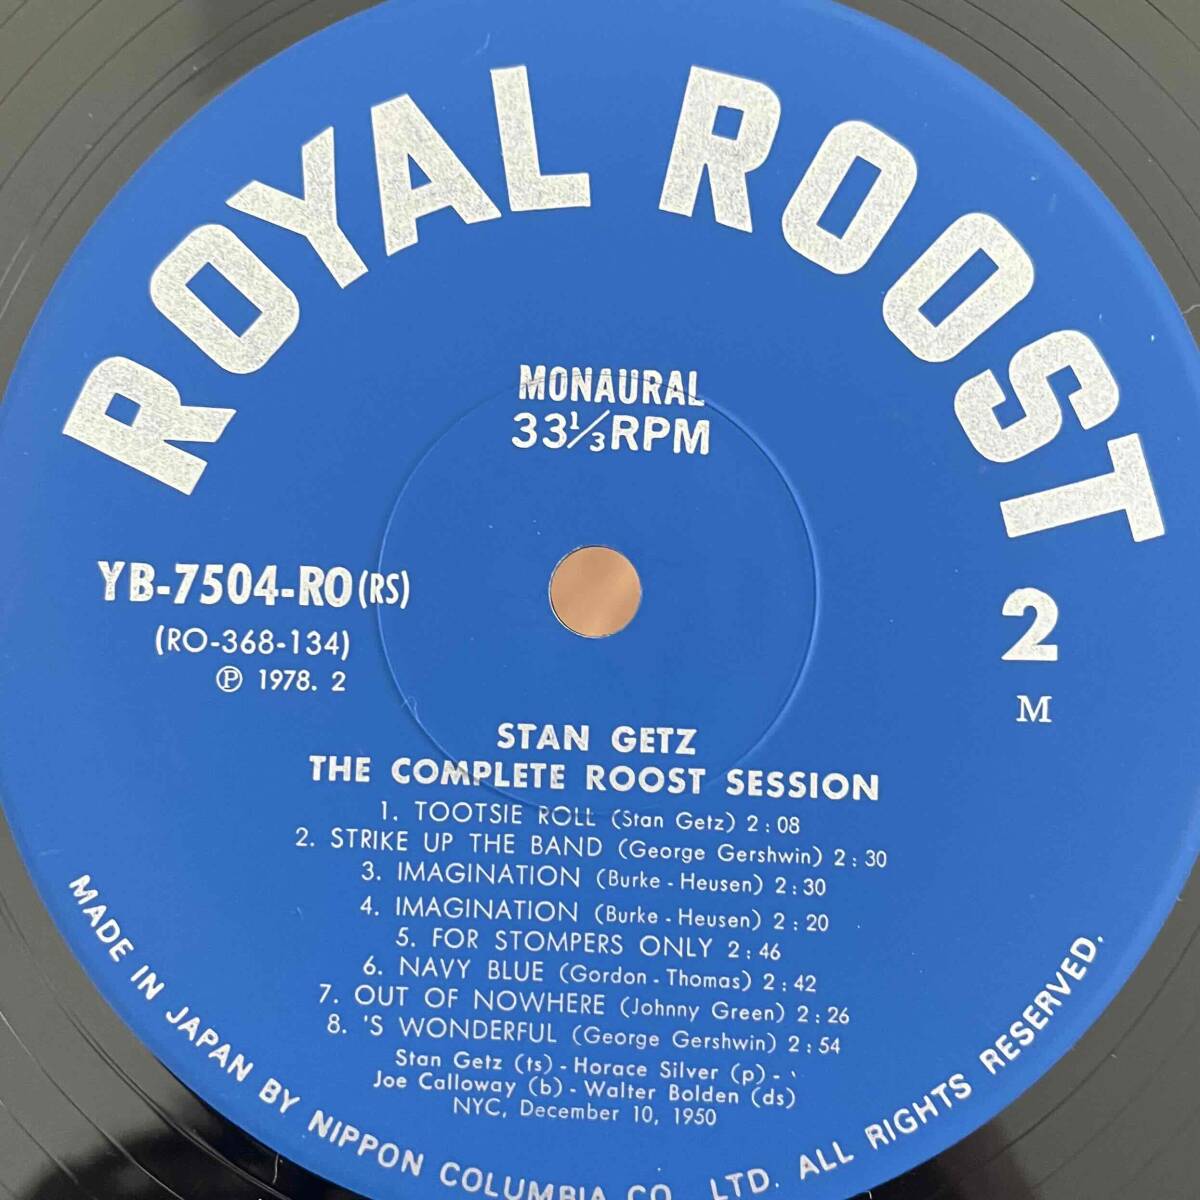 ROYAL ROOST
MONAURAL
33 1/3 RPM
YB-7504-RO (RS)
(RO-368-134)
Ⓟ 1978. 2
2
M
STAN GETZ
THE COMPLETE ROOST SESSION
1. TOOTSIE ROLL (Stan Getz) 2 : 08
2. STRIKE UP THE BAND (George Gershwin) 2 : 30
3. IMAGINATION (Burke - Heusen) 2 : 30
4. IMAGINATION (Burke - Heusen) 2 : 20
5. FOR STOMPERS ONLY 2 : 46
6. NAVY BLUE (Gordon - Thomas) 2 : 42
7. OUT OF NOWHERE (Johnny Green) 2 : 26
8. 'S WONDERFUL (George Gershwin) 2 : 54
Stan Getz (ts) - Horace Silver (p) -
Joe Calloway (b) - Walter Bolden (ds)
NYC, December 10, 1950
MADE IN JAPAN BY NIPPON COLUMBIA CO., LTD. ALL RIGHTS RESERVED.